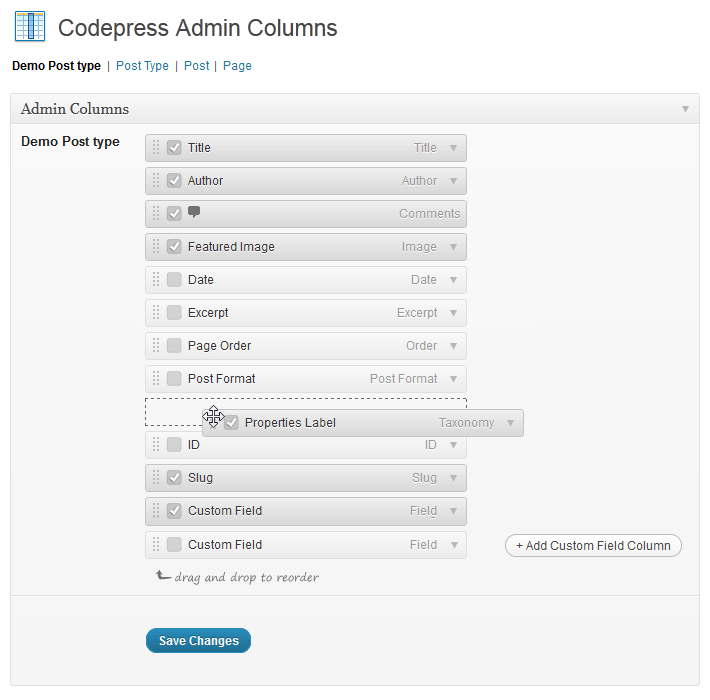 Codepress Admin Columns
Demo Post type | Post Type | Post | Page
Admin Columns
Demo Post type
Title Title
Author Author
Comments
Featured Image Image
Date Date
Excerpt Excerpt
Page Order Order
Post Format Post Format
Properties Label Taxonomy
ID ID
Slug Slug
Custom Field Field
Custom Field Field
+ Add Custom Field Column
drag and drop to reorder
Save Changes